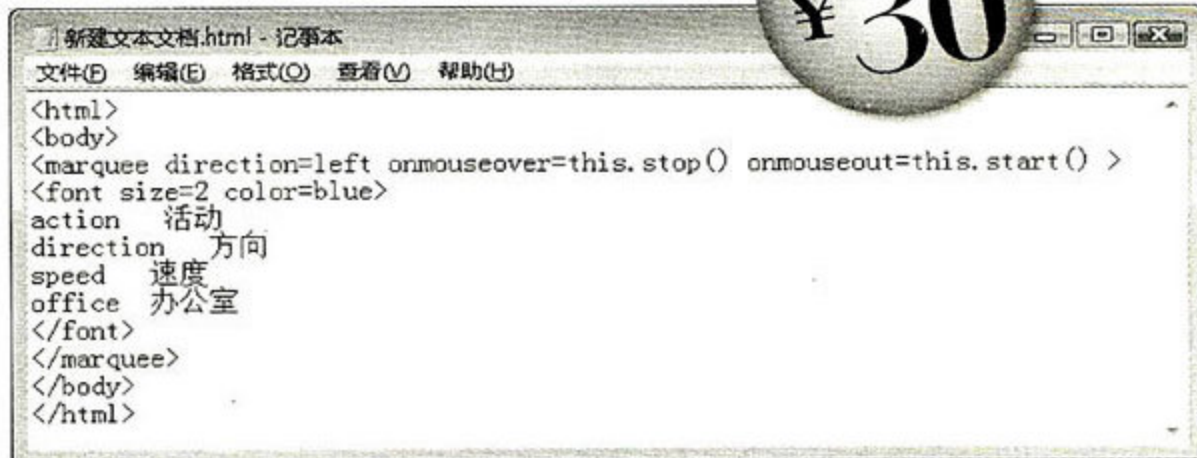 ¥30
新建文本文档.html - 记事本
文件(F) 编辑(E) 格式(O) 查看(V) 帮助(H)
<html>
<body>
<marquee direction=left onmouseover=this.stop() onmouseout=this.start() >
<font size=2 color=blue>
action 活动
direction 方向
speed 速度
office 办公室
</font>
</marquee>
</body>
</html>